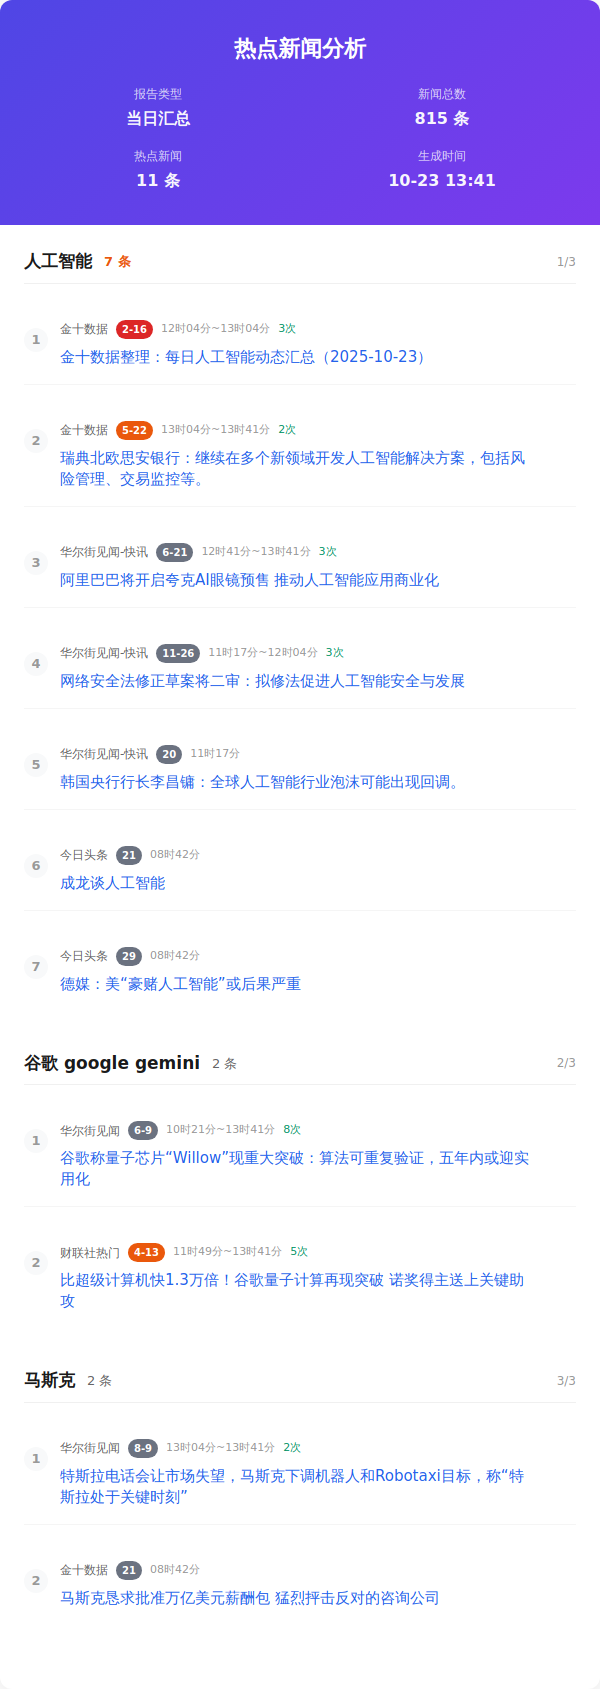 热点新闻分析
报告类型
新闻总数
当日汇总
815 条
热点新闻
生成时间
11 条
10-23 13:41
人工智能 7 条 1/3
1
金十数据 2-16 12时04分~13时04分 3次
金十数据整理：每日人工智能动态汇总（2025-10-23）
2
金十数据 5-22 13时04分~13时41分 2次
瑞典北欧思安银行：继续在多个新领域开发人工智能解决方案，包括风
险管理、交易监控等。
3
华尔街见闻-快讯 6-21 12时41分~13时41分 3次
阿里巴巴将开启夸克AI眼镜预售 推动人工智能应用商业化
4
华尔街见闻-快讯 11-26 11时17分~12时04分 3次
网络安全法修正草案将二审：拟修法促进人工智能安全与发展
5
华尔街见闻-快讯 20 11时17分
韩国央行行长李昌镛：全球人工智能行业泡沫可能出现回调。
6
今日头条 21 08时42分
成龙谈人工智能
7
今日头条 29 08时42分
德媒：美“豪赌人工智能”或后果严重
谷歌 google gemini 2 条 2/3
1
华尔街见闻 6-9 10时21分~13时41分 8次
谷歌称量子芯片“Willow”现重大突破：算法可重复验证，五年内或迎实
用化
2
财联社热门 4-13 11时49分~13时41分 5次
比超级计算机快1.3万倍！谷歌量子计算再现突破 诺奖得主送上关键助
攻
马斯克 2 条 3/3
1
华尔街见闻 8-9 13时04分~13时41分 2次
特斯拉电话会让市场失望，马斯克下调机器人和Robotaxi目标，称“特
斯拉处于关键时刻”
2
金十数据 21 08时42分
马斯克恳求批准万亿美元薪酬包 猛烈抨击反对的咨询公司